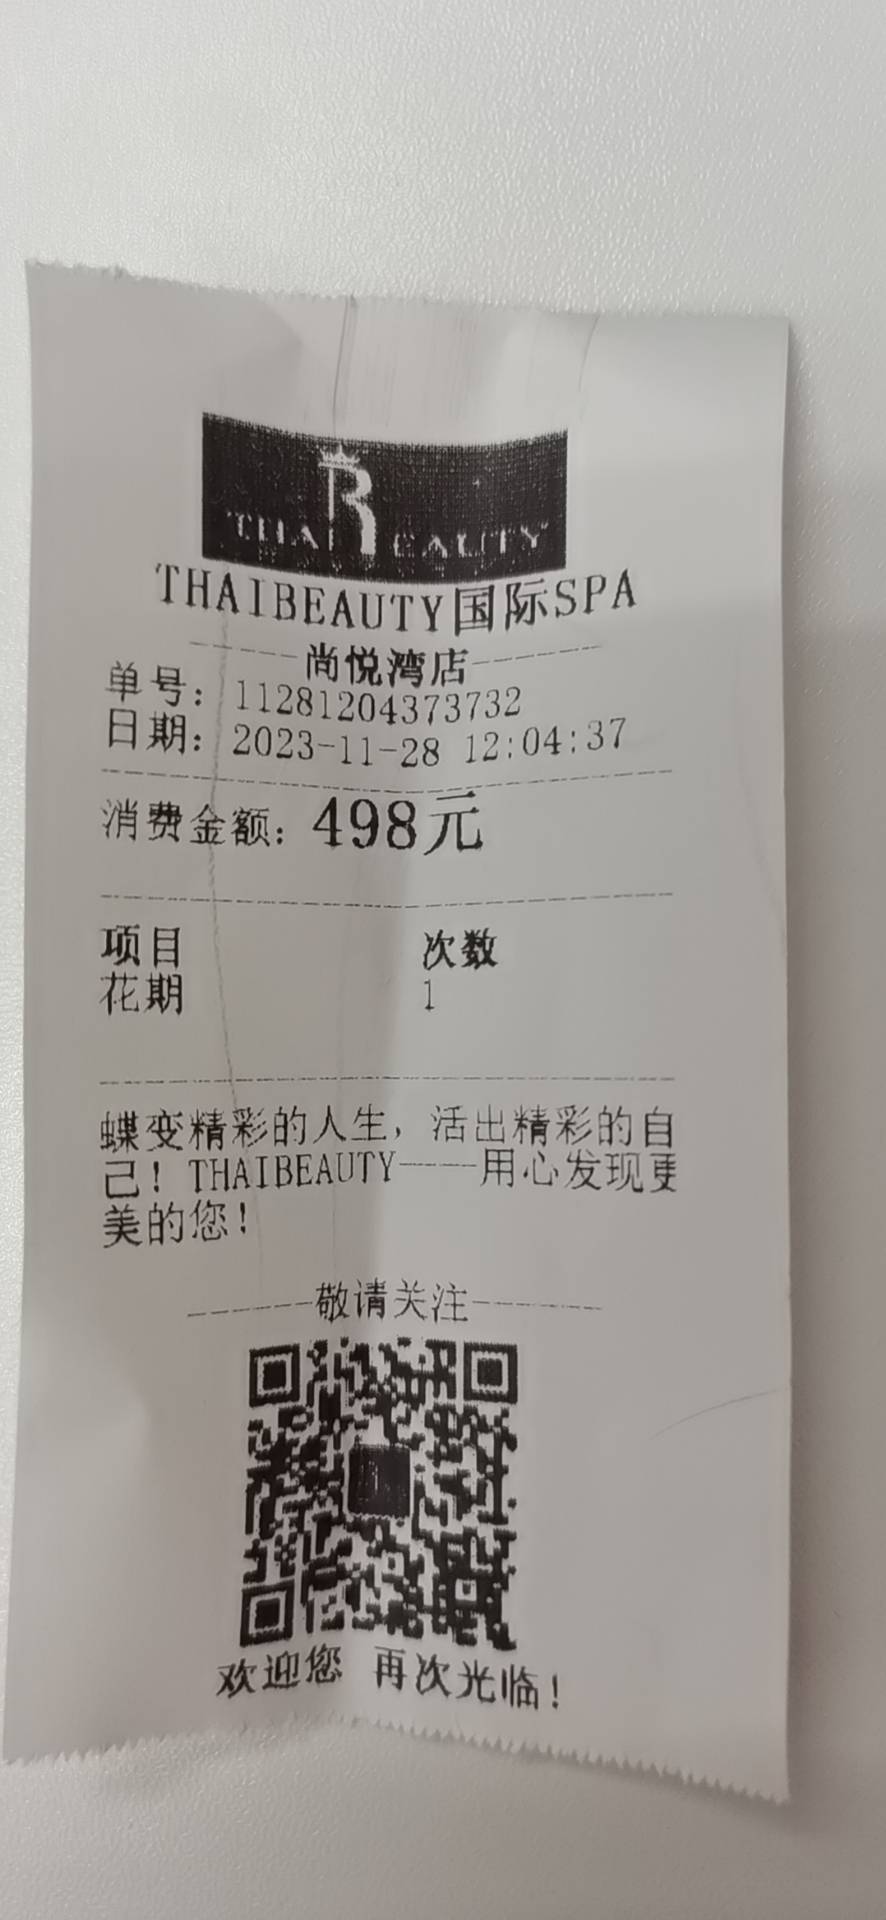 THAI BEAUTY
THAIBEAUTY国际SPA
尚悦湾店
单号：11281204373732
日期：2023-11-28 12:04:37
消费金额：498元
项目 次数
花期 1
蝶变精彩的人生，活出精彩的自
己！THAIBEAUTY——用心发现更
美的您！
敬请关注
欢迎您 再次光临！